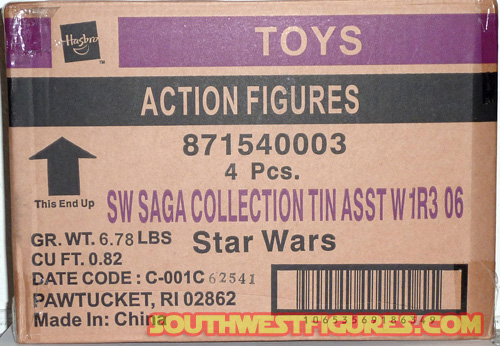 Hasbro
TM
TOYS
ACTION FIGURES
871540003
4 Pcs.
This End Up
SW SAGA COLLECTION TIN ASST W1R3 06
GR. WT. 6.78 LBS
Star Wars
CU FT. 0.82
DATE CODE : C-001C 62541
PAWTUCKET, RI 02862
Made In: China
SOUTHWESTFIGURES.COM